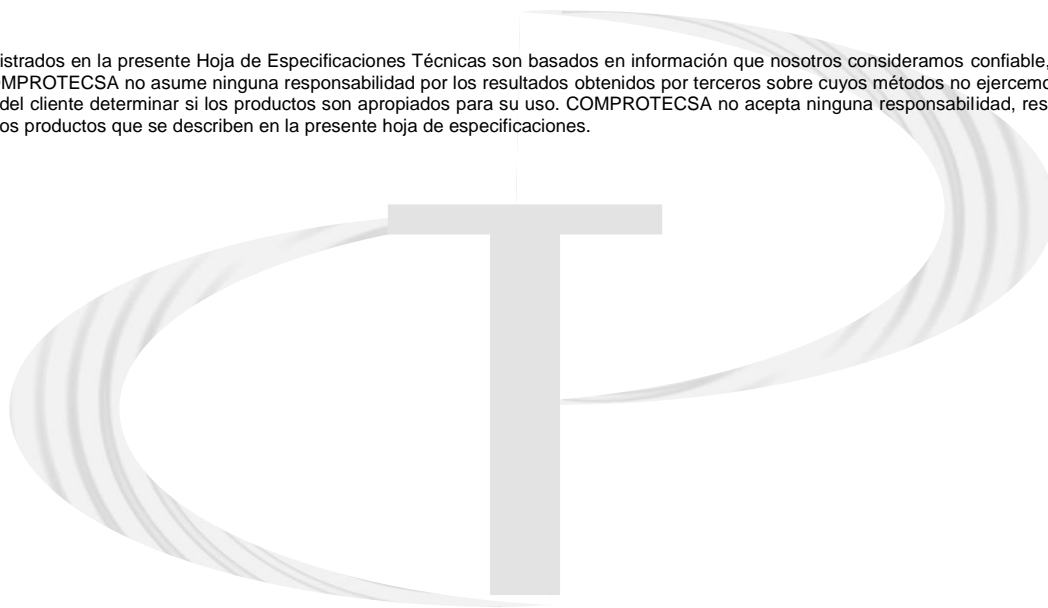 istrados en la presente Hoja de Especificaciones Técnicas son basados en información que nosotros consideramos confiable,
OMPROTECSA no asume ninguna responsabilidad por los resultados obtenidos por terceros sobre cuyos métodos no ejercemo
del cliente determinar si los productos son apropiados para su uso. COMPROTECSA no acepta ninguna responsabilidad, res
os productos que se describen en la presente hoja de especificaciones.
T